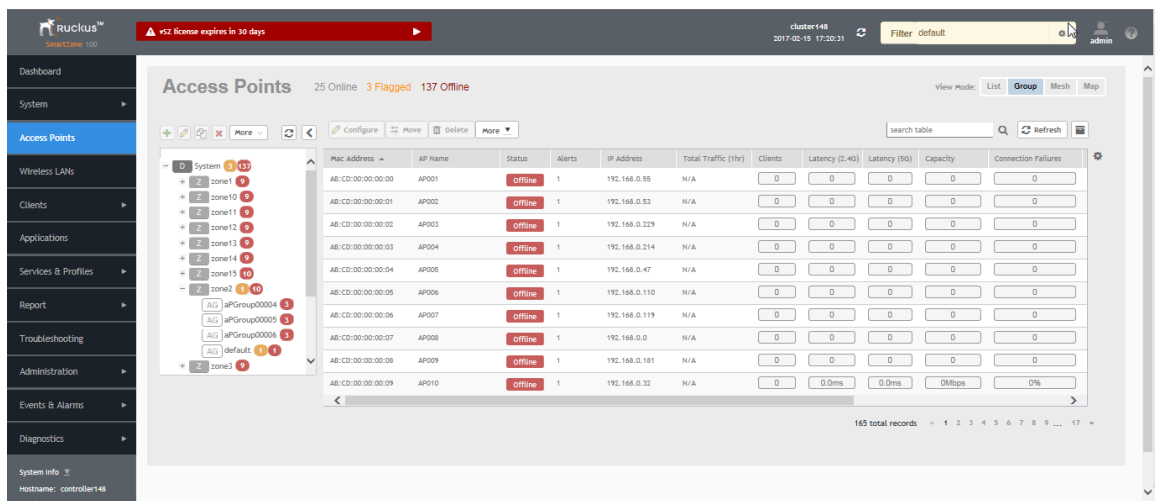 Ruckus™
SmartZone 100
vSZ license expires in 30 days
cluster148
2017-02-15 17:20:31
Filter default
admin
Dashboard
System
Access Points
Wireless LANs
Clients
Applications
Services & Profiles
Report
Troubleshooting
Administration
Events & Alarms
Diagnostics
System Info
Hostname: controller148
Access Points 25 Online 3 Flagged 137 Offline
View Mode: List Group Mesh Map
More
Configure Move Delete More
search table
Refresh
D System 3 137
Z zone1 9
Z zone10 9
Z zone11 9
Z zone12 9
Z zone13 9
Z zone14 9
Z zone15 10
Z zone2 1 10
AG aPGroup00004 3
AG aPGroup00005 3
AG aPGroup00006 3
AG default 1 1
Z zone3 9
Mac Address AP Name Status Alerts IP Address Total Traffic (1hr) Clients Latency (2.4G) Latency (5G) Capacity Connection Failures
AB:CD:00:00:00:00 AP001 Offline 1 192.168.0.55 N/A 0 0 0 0 0
AB:CD:00:00:00:01 AP002 Offline 1 192.168.0.53 N/A 0 0 0 0 0
AB:CD:00:00:00:02 AP003 Offline 1 192.168.0.229 N/A 0 0 0 0 0
AB:CD:00:00:00:03 AP004 Offline 1 192.168.0.214 N/A 0 0 0 0 0
AB:CD:00:00:00:04 AP005 Offline 1 192.168.0.47 N/A 0 0 0 0 0
AB:CD:00:00:00:05 AP006 Offline 1 192.168.0.110 N/A 0 0 0 0 0
AB:CD:00:00:00:06 AP007 Offline 1 192.168.0.119 N/A 0 0 0 0 0
AB:CD:00:00:00:07 AP008 Offline 1 192.168.0.0 N/A 0 0 0 0 0
AB:CD:00:00:00:08 AP009 Offline 1 192.168.0.181 N/A 0 0 0 0 0
AB:CD:00:00:00:09 AP010 Offline 1 192.168.0.32 N/A 0 0.0ms 0.0ms 0Mbps 0%
165 total records « 1 2 3 4 5 6 7 8 9 ... 17 »